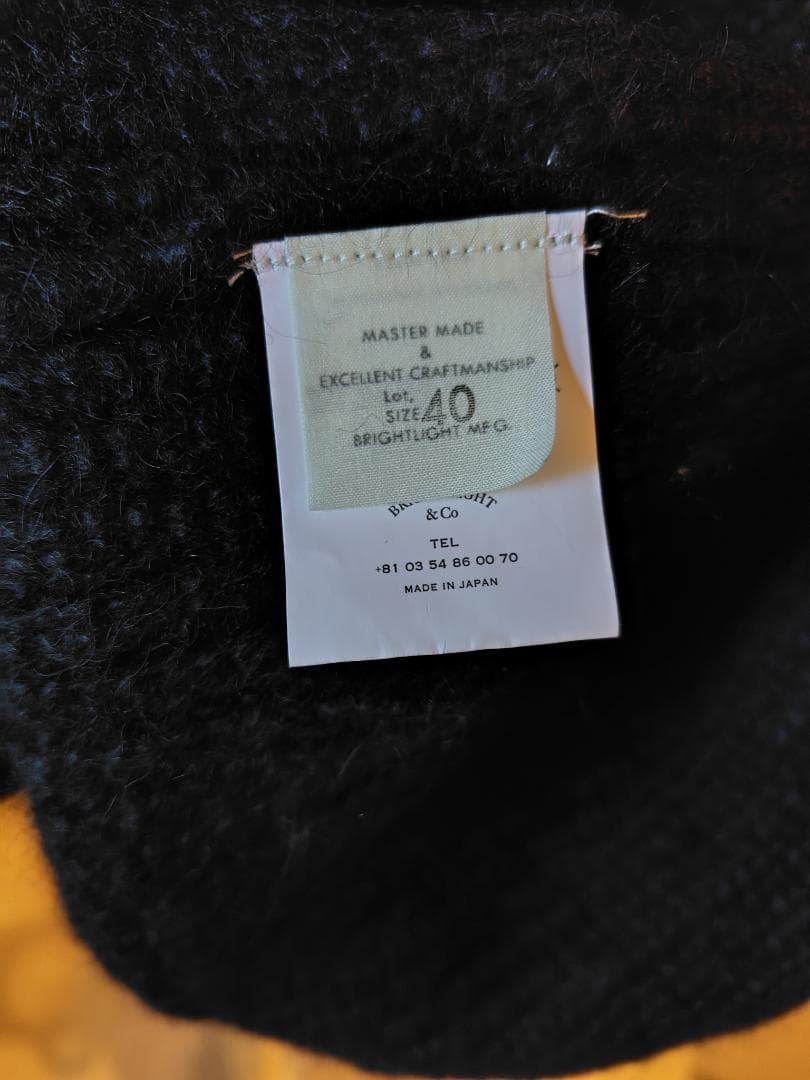 MASTER MADE
&
EXCELLENT CRAFTMANSHIP
Lot.
SIZE 40
BRIGHTLIGHT MFG.
& Co
TEL
+81 03 54 86 00 70
MADE IN JAPAN